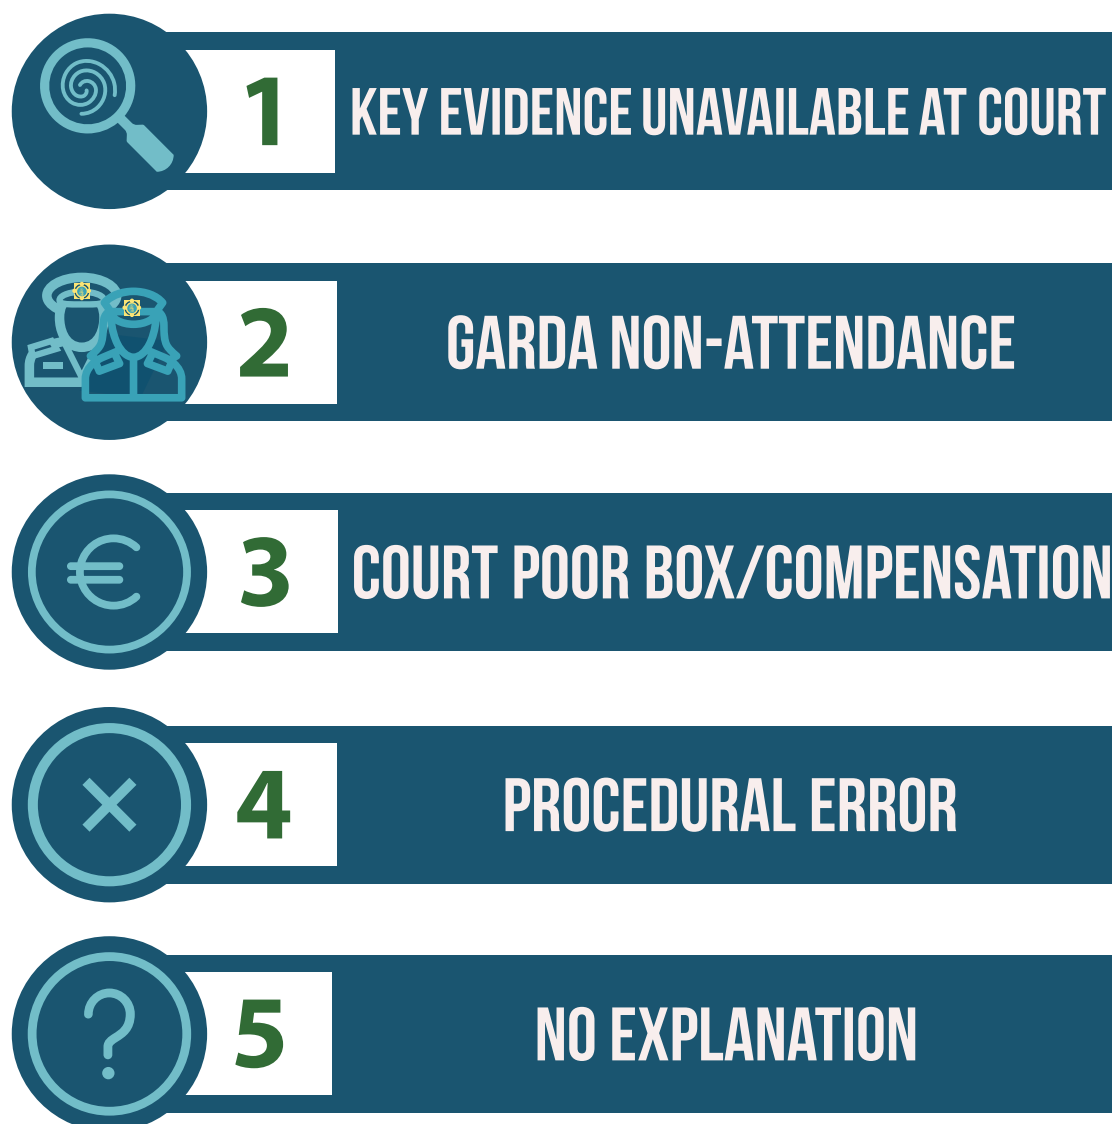 1 KEY EVIDENCE UNAVAILABLE AT COURT
2 GARDA NON-ATTENDANCE
3 COURT POOR BOX/COMPENSATION
4 PROCEDURAL ERROR
5 NO EXPLANATION